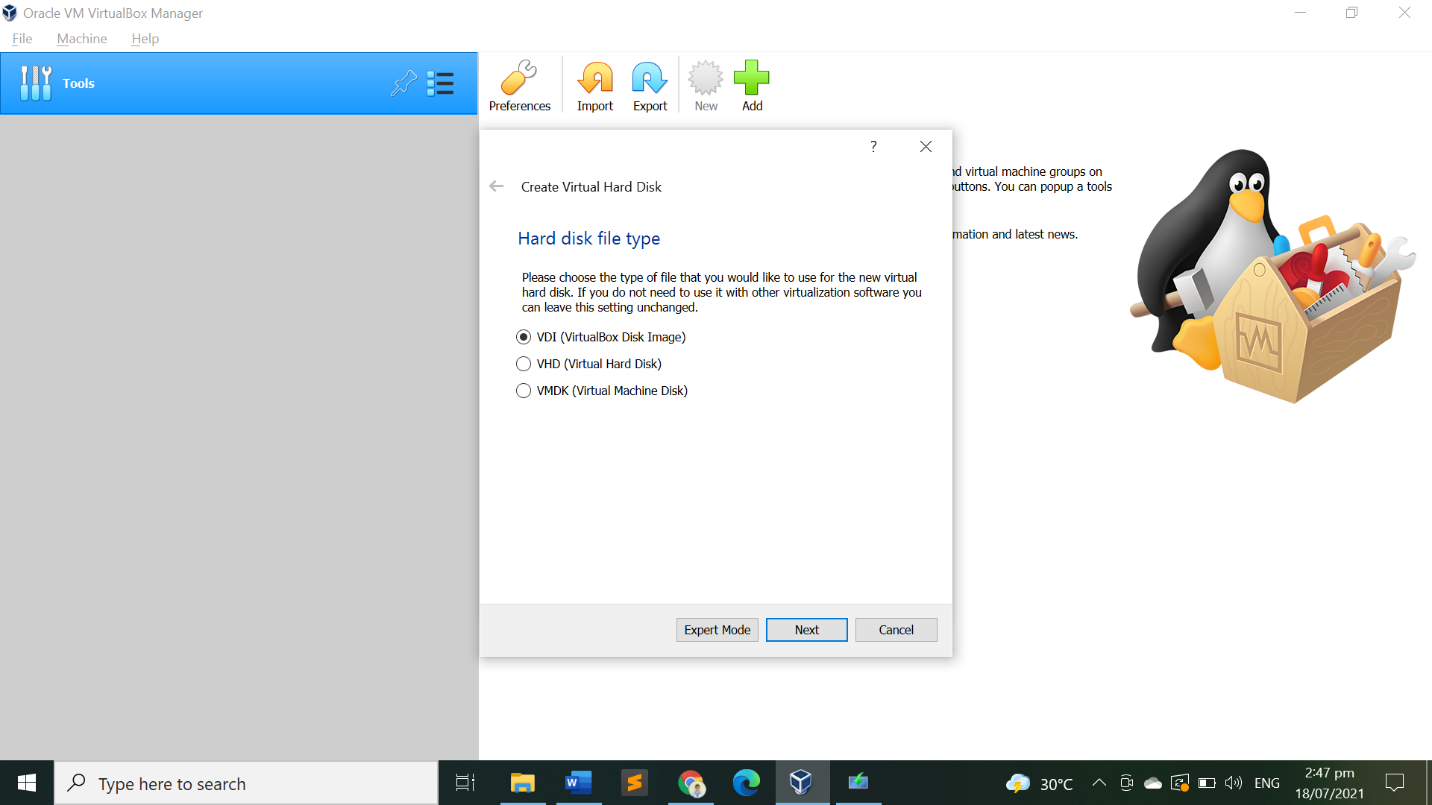 Oracle VM VirtualBox Manager
File Machine Help
Tools
Preferences Import Export New Add
nd virtual machine groups on
uttons. You can popup a tools
mation and latest news.
?
Create Virtual Hard Disk
Hard disk file type
Please choose the type of file that you would like to use for the new virtual
hard disk. If you do not need to use it with other virtualization software you
can leave this setting unchanged.
VDI (VirtualBox Disk Image)
VHD (Virtual Hard Disk)
VMDK (Virtual Machine Disk)
Expert Mode Next Cancel
Type here to search
30°C
ENG
2:47 pm
18/07/2021